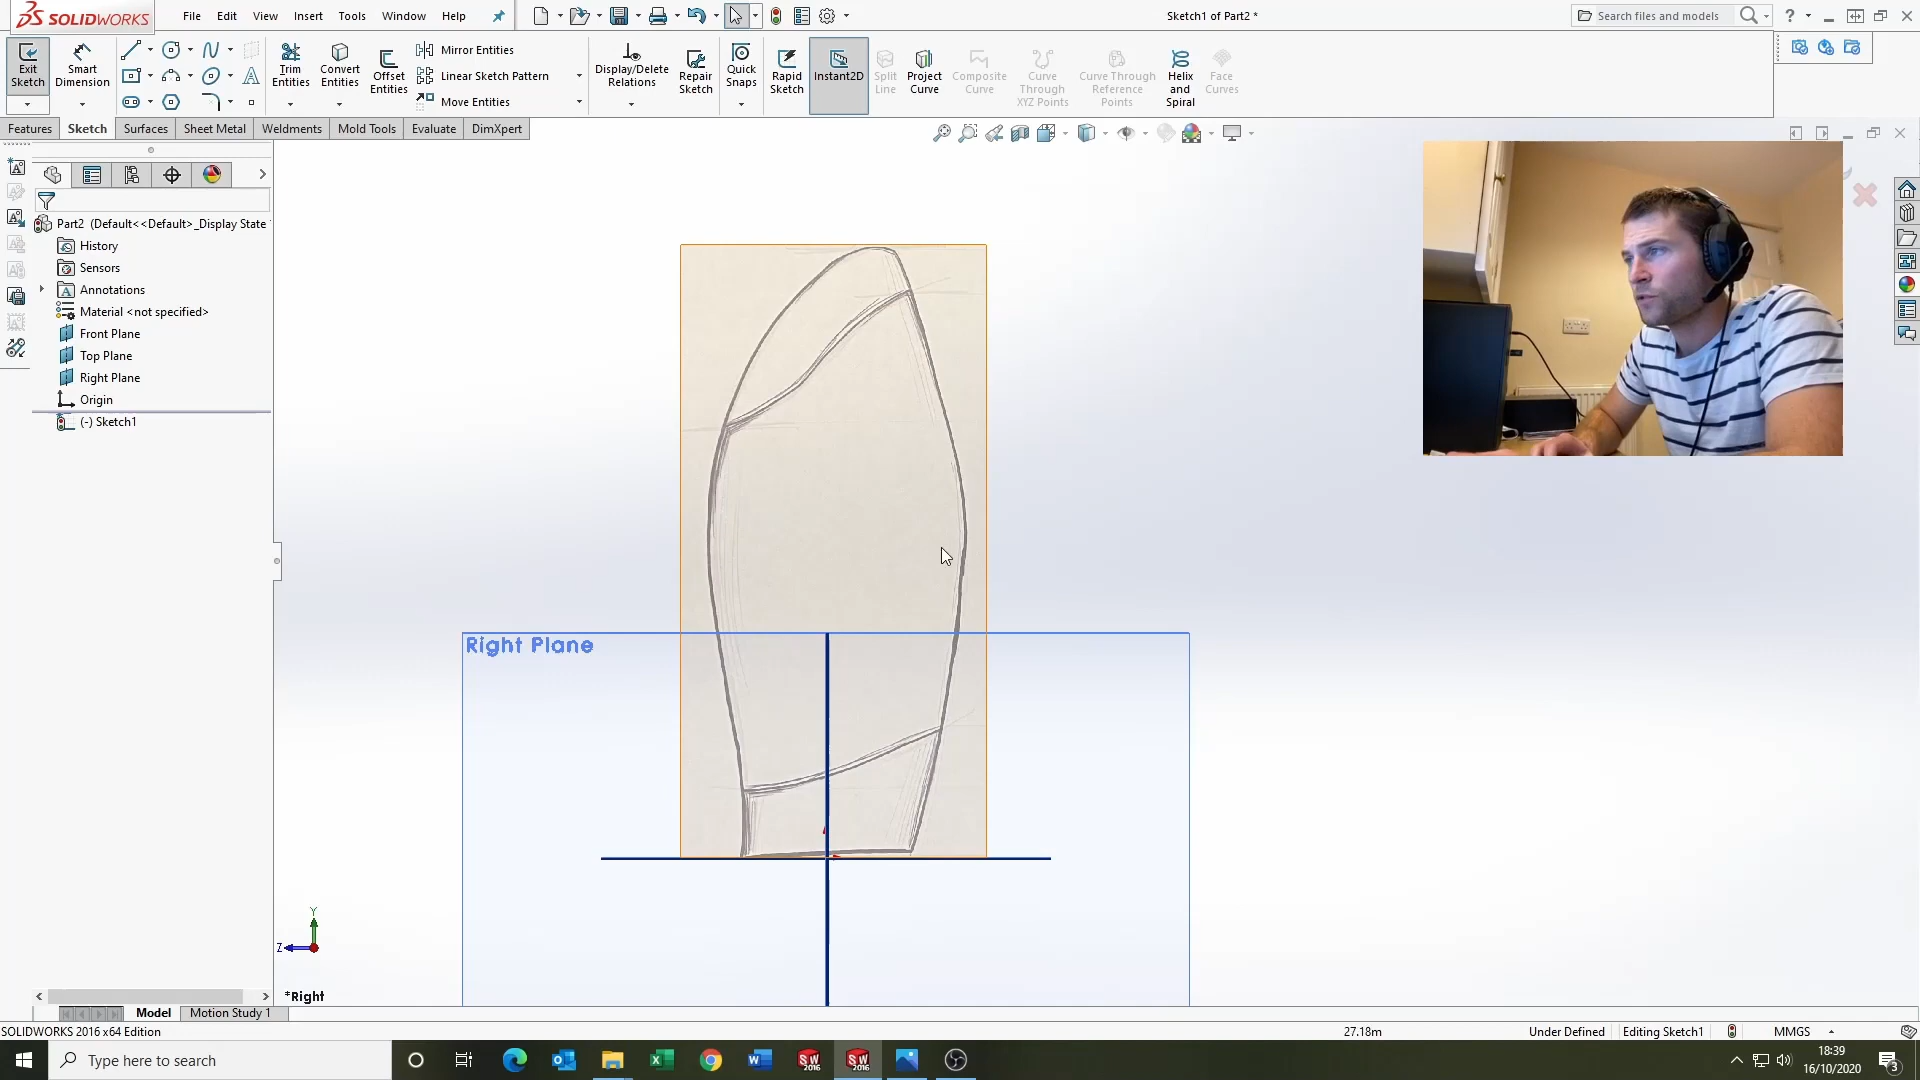 SOLIDWORKS
File Edit View Insert Tools Window Help
Sketch1 of Part2 *
Search files and models
?
Exit Sketch
Smart Dimension
Trim Entities
Convert Entities
Offset Entities
Mirror Entities
Linear Sketch Pattern
Move Entities
Display/Delete Relations
Repair Sketch
Quick Snaps
Rapid Sketch
Instant2D
Split Line
Project Curve
Composite Curve
Curve Through XYZ Points
Curve Through Reference Points
Helix and Spiral
Face Curves
Features Sketch Surfaces Sheet Metal Weldments Mold Tools Evaluate DimXpert
Part2 (Default<<Default>_Display State
History
Sensors
Annotations
Material <not specified>
Front Plane
Top Plane
Right Plane
Origin
(-) Sketch1
Right Plane
Y
Z
*Right
Model Motion Study 1
SOLIDWORKS 2016 x64 Edition
27.18m
Under Defined
Editing Sketch1
MMGS
Type here to search
SW 2016
SW 2016
18:39
16/10/2020
3